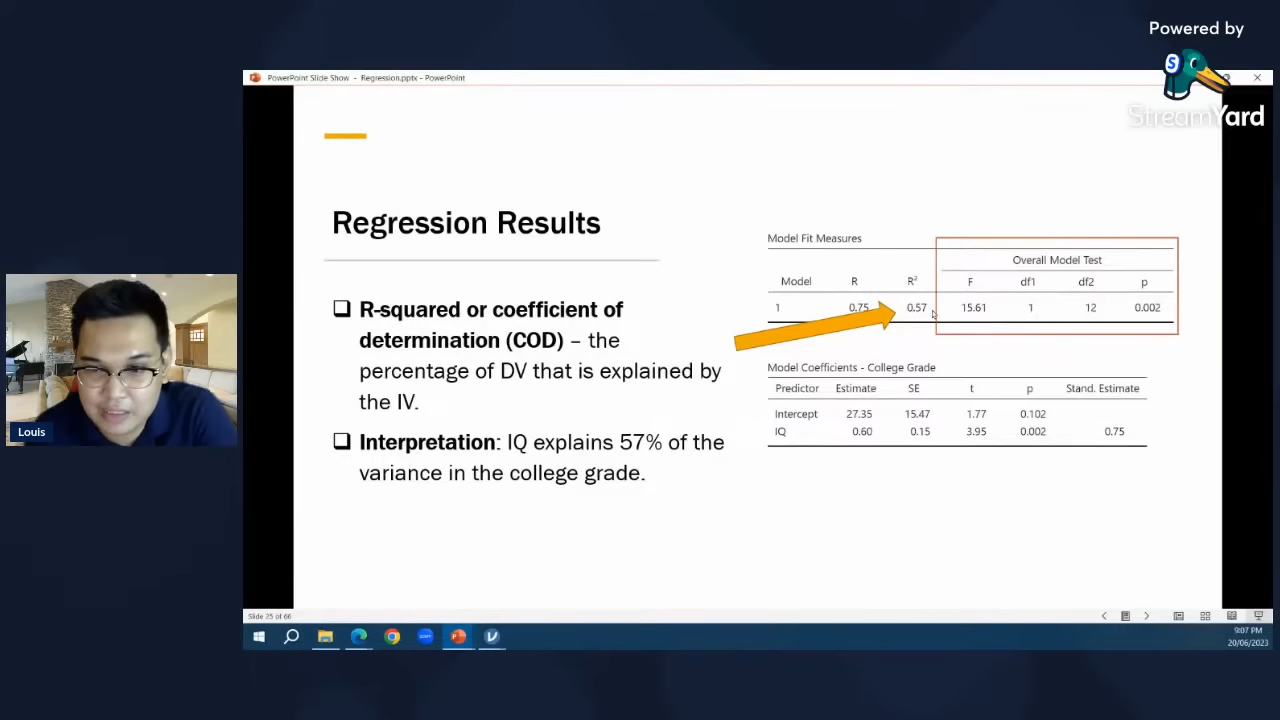 Powered by
S
StreamYard
PowerPoint Slide Show - Regression.pptx - PowerPoint
Regression Results
R-squared or coefficient of
determination (COD) – the
percentage of DV that is explained by
the IV.
Interpretation: IQ explains 57% of the
variance in the college grade.
Model Fit Measures
Overall Model Test
Model R R² F df1 df2 p
1 0.75 0.57 15.61 1 12 0.002
Model Coefficients - College Grade
Predictor Estimate SE t p Stand. Estimate
Intercept 27.35 15.47 1.77 0.102
IQ 0.60 0.15 3.95 0.002 0.75
Louis
Slide 25 of 66
9:07 PM
20/06/2023